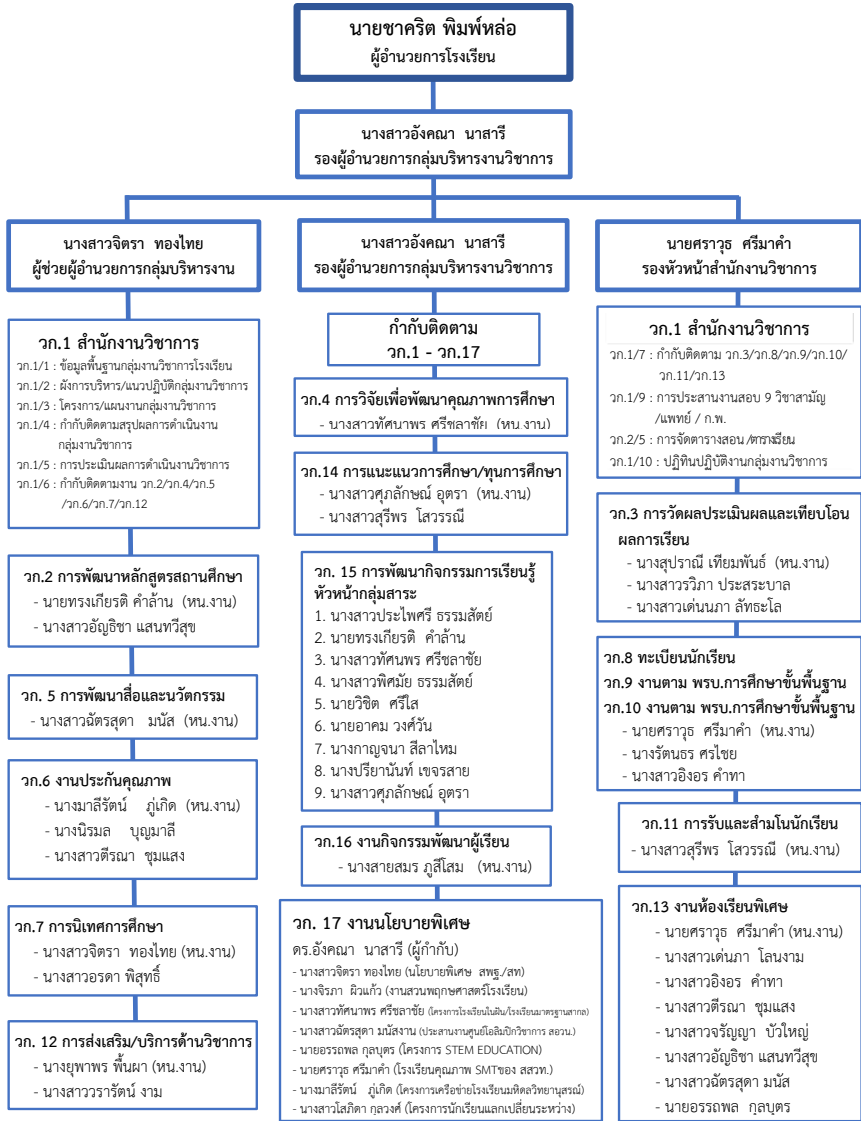 นายชาคริต พิมพ์หล่อ
ผู้อำนวยการโรงเรียน
นางสาวอังคณา นาสารี
รองผู้อำนวยการกลุ่มบริหารงานวิชาการ
นางสาวจิตรา ทองไทย
ผู้ช่วยผู้อำนวยการกลุ่มบริหารงาน
วก.1 สำนักงานวิชาการ
วก.1/1 : ข้อมูลพื้นฐานกลุ่มงานวิชาการโรงเรียน
วก.1/2 : ผังการบริหาร/แนวปฏิบัติกลุ่มงานวิชาการ
วก.1/3 : โครงการ/แผนงานกลุ่มงานวิชาการ
วก.1/4 : กำกับติดตามสรุปผลการดำเนินงาน
กลุ่มงานวิชาการ
วก.1/5 : การประเมินผลการดำเนินงานวิชาการ
วก.1/6 : กำกับติดตามงาน วก.2/วก.4/วก.5
/วก.6/วก.7/วก.12
วก.2 การพัฒนาหลักสูตรสถานศึกษา
- นายทรงเกียรติ คำล้าน (หน.งาน)
- นางสาวอัญธิชา แสนทวีสุข
วก. 5 การพัฒนาสื่อและนวัตกรรม
- นางสาวฉัตรสุดา มนัส (หน.งาน)
วก.6 งานประกันคุณภาพ
- นางมาลีรัตน์ ภู่เกิด (หน.งาน)
- นางนิรมล บุญมาลี
- นางสาวตีรณา ชุมแสง
วก.7 การนิเทศการศึกษา
- นางสาวจิตรา ทองไทย (หน.งาน)
- นางสาวอรดา พิสุทธิ์
วก. 12 การส่งเสริม/บริการด้านวิชาการ
- นางยุพาพร พื้นผา (หน.งาน)
- นางสาววรารัตน์ งาม
นางสาวอังคณา นาสารี
รองผู้อำนวยการกลุ่มบริหารงานวิชาการ
กำกับติดตาม
วก.1 - วก.17
วก.4 การวิจัยเพื่อพัฒนาคุณภาพการศึกษา
- นางสาวทัศนาพร ศรีชลาชัย (หน.งาน)
วก.14 การแนะแนวการศึกษา/ทุนการศึกษา
- นางสาวศุภลักษณ์ อุตรา (หน.งาน)
- นางสาวสุรีพร โสวรรณี
วก. 15 การพัฒนากิจกรรมการเรียนรู้
หัวหน้ากลุ่มสาระ
1. นางสาวประไพศรี ธรรมสัตย์
2. นายทรงเกียรติ คำล้าน
3. นางสาวทัศนพร ศรีชลาชัย
4. นางสาวพิศมัย ธรรมสัตย์
5. นายวิชิต ศรีใส
6. นายอาคม วงศ์วัน
7. นางกาญจนา สีลาไหม
8. นางปรียานันท์ เขจรสาย
9. นางสาวศุภลักษณ์ อุตรา
วก.16 งานกิจกรรมพัฒนาผู้เรียน
- นางสายสมร ภูสีโสม (หน.งาน)
วก. 17 งานนโยบายพิเศษ
ดร.อังคณา นาสารี (ผู้กำกับ)
- นางสาวจิตรา ทองไทย (นโยบายพิเศษ สพฐ./สท)
- นางจิรภา ผิวแก้ว (งานสวนพฤกษศาสตร์โรงเรียน)
- นางสาวทัศนาพร ศรีชลาชัย (โครงการโรงเรียนในฝัน/โรงเรียนมาตรฐานสากล)
- นางสาวฉัตรสุดา มนัสงาน (ประสานงานศูนย์โอลิมปิกวิชาการ สอวน.)
- นายอรรถพล กุลบุตร (โครงการ STEM EDUCATION)
- นายศราวุธ ศรีมาคำ (โรงเรียนคุณภาพ SMTของ สสวท.)
- นางมาลีรัตน์ ภู่เกิด (โครงการเครือข่ายโรงเรียนมหิดลวิทยานุสรณ์)
- นางสาวโสภิดา กุลวงศ์ (โครงการนักเรียนแลกเปลี่ยนระหว่าง)
นายศราวุธ ศรีมาคำ
รองหัวหน้าสำนักงานวิชาการ
วก.1 สำนักงานวิชาการ
วก.1/7 : กำกับติดตาม วก.3/วก.8/วก.9/วก.10/
วก.11/วก.13
วก.1/9 : การประสานงานสอบ 9 วิชาสามัญ
/แพทย์ / ก.พ.
วก.2/5 : การจัดตารางสอน/ตารางเรียน
วก.1/10 : ปฏิทินปฏิบัติงานกลุ่มงานวิชาการ
วก.3 การวัดผลประเมินผลและเทียบโอน
ผลการเรียน
- นางสุปราณี เทียมพันธ์ (หน.งาน)
- นางสาวรวิภา ประสระบาล
- นางสาวเด่นนภา ลัทธะโล
วก.8 ทะเบียนนักเรียน
วก.9 งานตาม พรบ.การศึกษาขั้นพื้นฐาน
วก.10 งานตาม พรบ.การศึกษาขั้นพื้นฐาน
- นายศราวุธ ศรีมาคำ (หน.งาน)
- นางรัตนธร ศรไชย
- นางสาวอิงอร คำทา
วก.11 การรับและสำมโนนักเรียน
- นางสาวสุรีพร โสวรรณี (หน.งาน)
วก.13 งานห้องเรียนพิเศษ
- นายศราวุธ ศรีมาคำ (หน.งาน)
- นางสาวเด่นภา โลนงาม
- นางสาวอิงอร คำทา
- นางสาวตีรณา ชุมแสง
- นางสาวจรัญญา บัวใหญ่
- นางสาวอัญธิชา แสนทวีสุข
- นางสาวฉัตรสุดา มนัส
- นายอรรถพล กุลบุตร